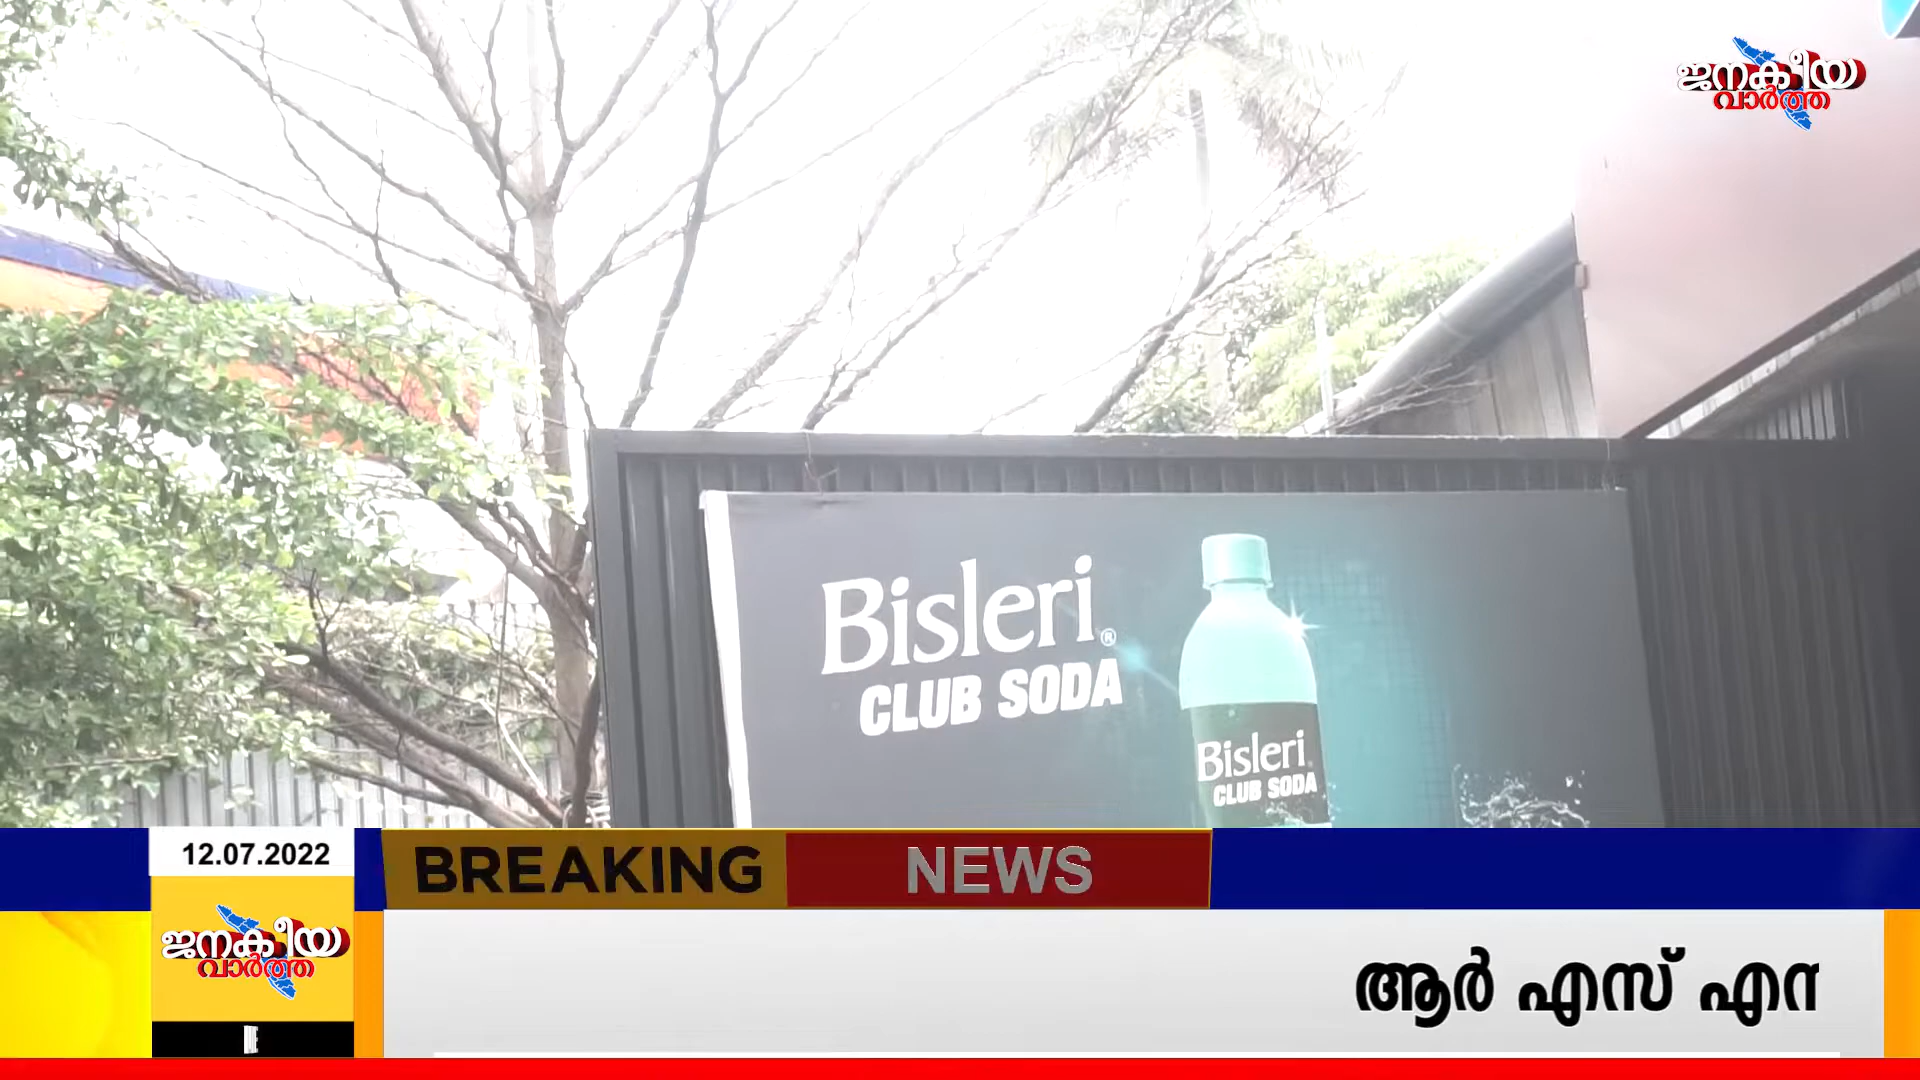 ജനകീയ
വാർത്ത
Bisleri®
CLUB SODA
Bisleri
CLUB SODA
12.07.2022
BREAKING NEWS
ജനകീയ
വാർത്ത
ആർ എസ് എ